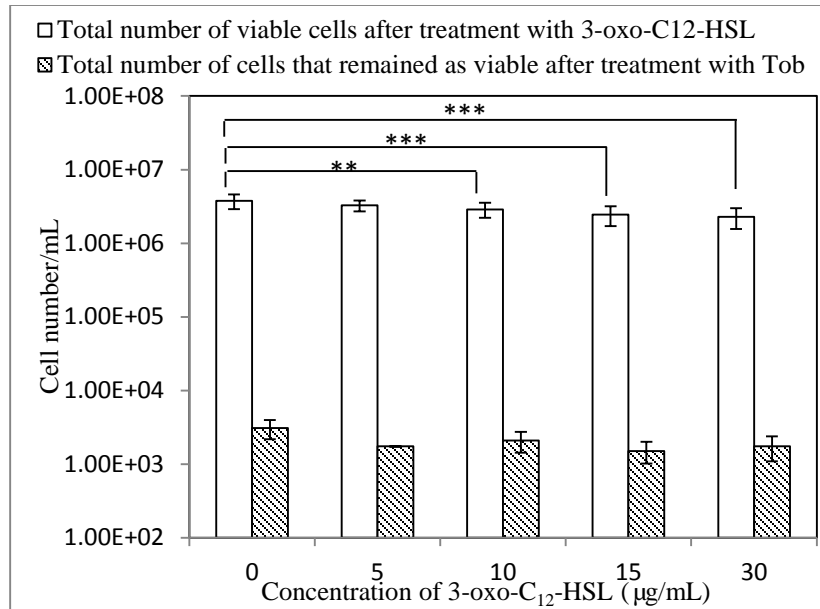 Total number of viable cells after treatment with 3-oxo-C12-HSL
Total number of cells that remained as viable after treatment with Tob
1.00E+08
1.00E+07
1.00E+06
1.00E+05
1.00E+04
1.00E+03
1.00E+02
Cell number/mL
***
***
**
0 5 10 15 30
Concentration of 3-oxo-C₁₂-HSL (µg/mL)